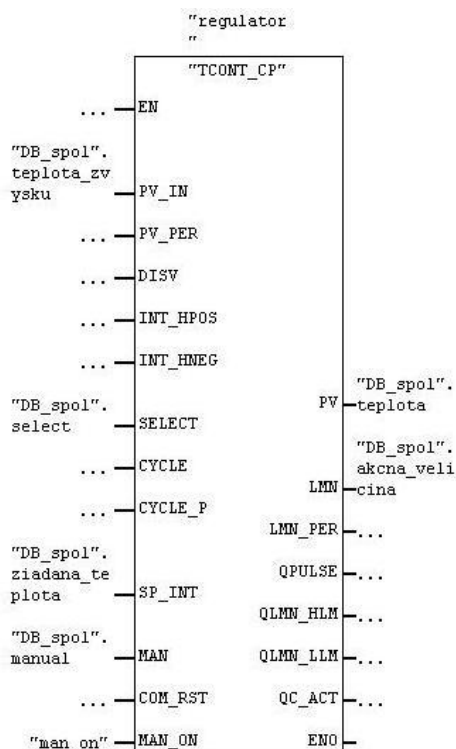 "regulator
"
"TCONT_CP"
... EN
"DB_spol".
teplota_zv
ysku PV_IN
... PV_PER
... DISV
... INT_HPOS
... INT_HNEG
"DB_spol".
select SELECT
... CYCLE
... CYCLE_P
"DB_spol".
ziadana_te
plota SP_INT
"DB_spol".
manual MAN
... COM_RST
"man_on" MAN_ON
"DB_spol".
PV teplota
"DB_spol".
akcna_veli
LMN cina
LMN_PER ...
QPULSE ...
QLMN_HLM ...
QLMN_LLM ...
QC_ACT ...
ENO